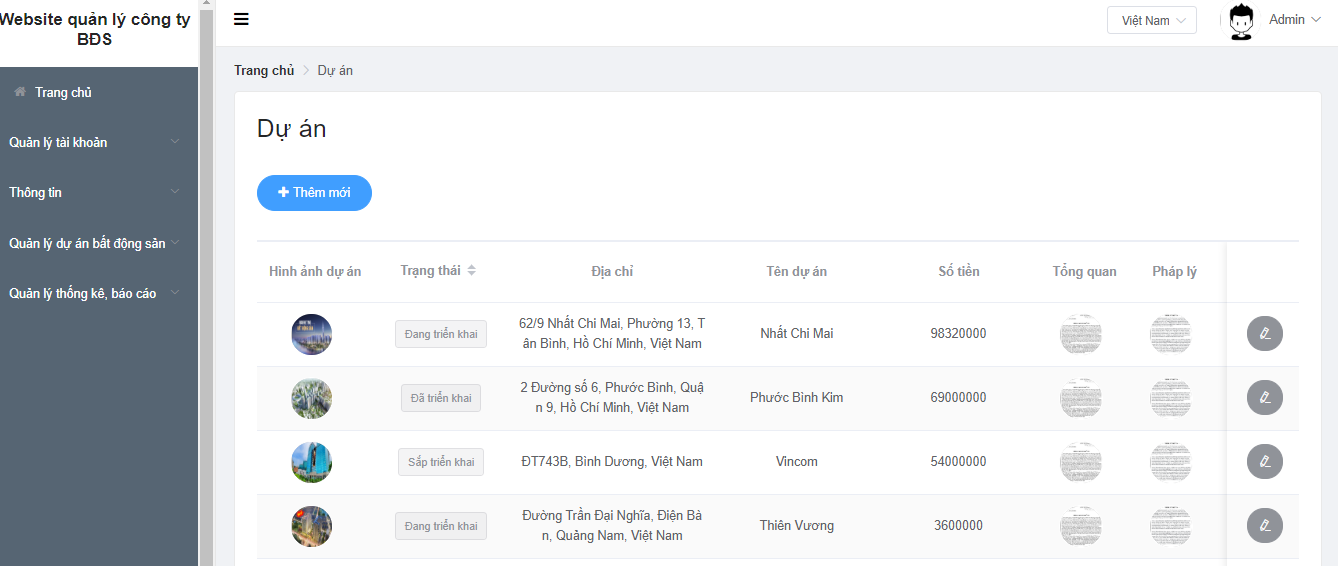 Website quản lý công ty
BĐS
Việt Nam
Admin
Trang chủ
Quản lý tài khoản
Thông tin
Quản lý dự án bất động sản
Quản lý thống kê, báo cáo
Trang chủ > Dự án
Dự án
+ Thêm mới
Hình ảnh dự án Trạng thái Địa chỉ Tên dự án Số tiền Tổng quan Pháp lý
Đang triển khai 62/9 Nhất Chi Mai, Phường 13, T Nhất Chi Mai 98320000
ân Bình, Hồ Chí Minh, Việt Nam
Đã triển khai 2 Đường số 6, Phước Bình, Quậ Phước Bình Kim 69000000
n 9, Hồ Chí Minh, Việt Nam
Sắp triển khai ĐT743B, Bình Dương, Việt Nam Vincom 54000000
Đang triển khai Đường Trần Đại Nghĩa, Điện Bà Thiên Vương 3600000
n, Quảng Nam, Việt Nam